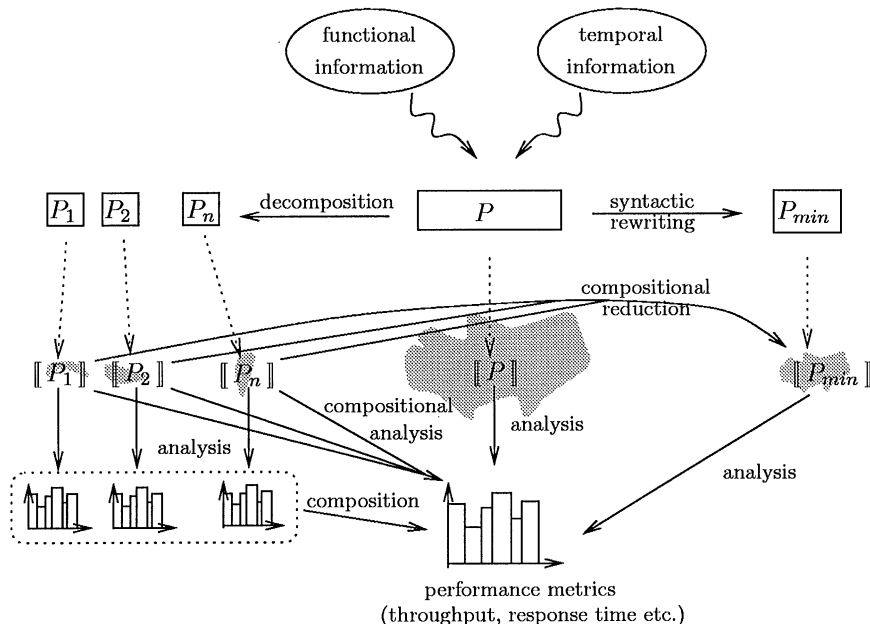 functional
information
temporal
information
P₁
P₂
Pₙ
decomposition
P
syntactic
rewriting
Pₘᵢₙ
compositional
reduction
⟦ P₁ ⟧
⟦ P₂ ⟧
⟦ Pₙ ⟧
⟦ P ⟧
⟦ Pₘᵢₙ ⟧
compositional
analysis
analysis
analysis
analysis
composition
performance metrics
(throughput, response time etc.)